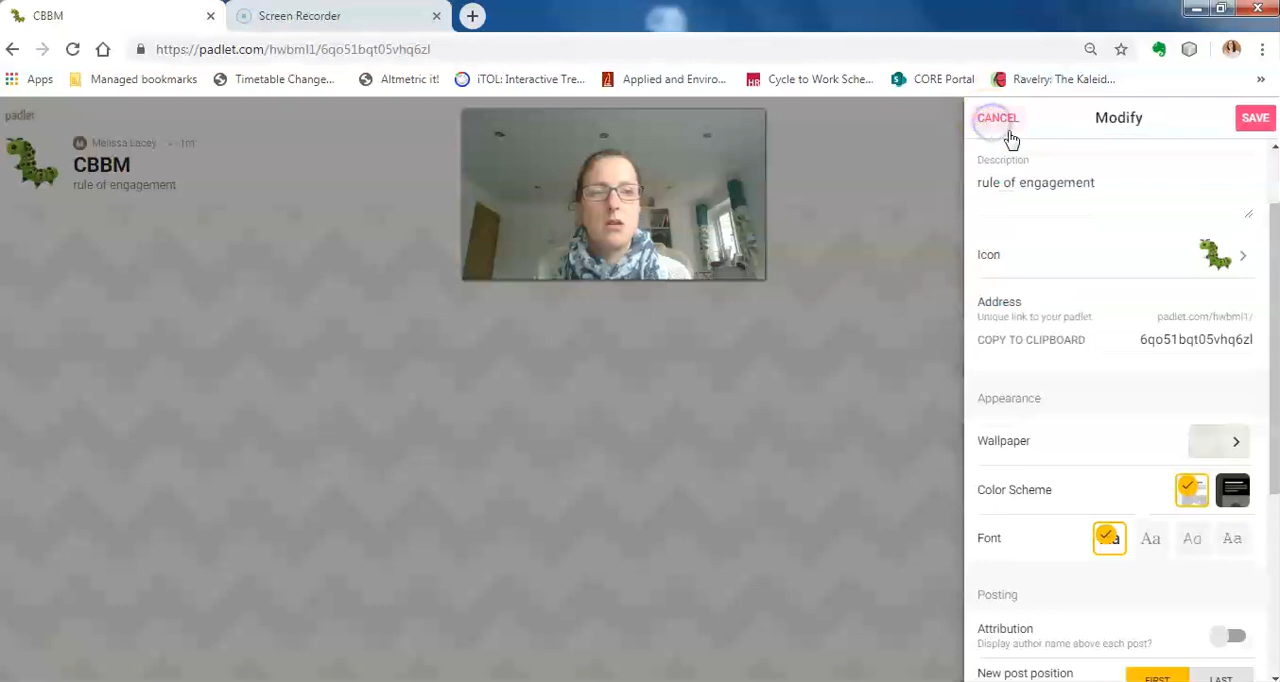 CBBM
Screen Recorder
https://padlet.com/hwbml1/6qo51bqt05vhq6zl
Apps
Managed bookmarks
Timetable Change...
Altmetric it!
iTOL: Interactive Tre...
Applied and Enviro...
HR
Cycle to Work Sche...
CORE Portal
Ravelry: The Kaleid...
»
padlet
M Melissa Lacey • 1m
CBBM
rule of engagement
CANCEL
Modify
SAVE
Description
rule of engagement
Icon
Address
Unique link to your padlet.
padlet.com/hwbml1/
COPY TO CLIPBOARD
6qo51bqt05vhq6zl
Appearance
Wallpaper
Color Scheme
Font
Aa Aa Aa
Posting
Attribution
Display author name above each post?
New post position
FIRST
LAST